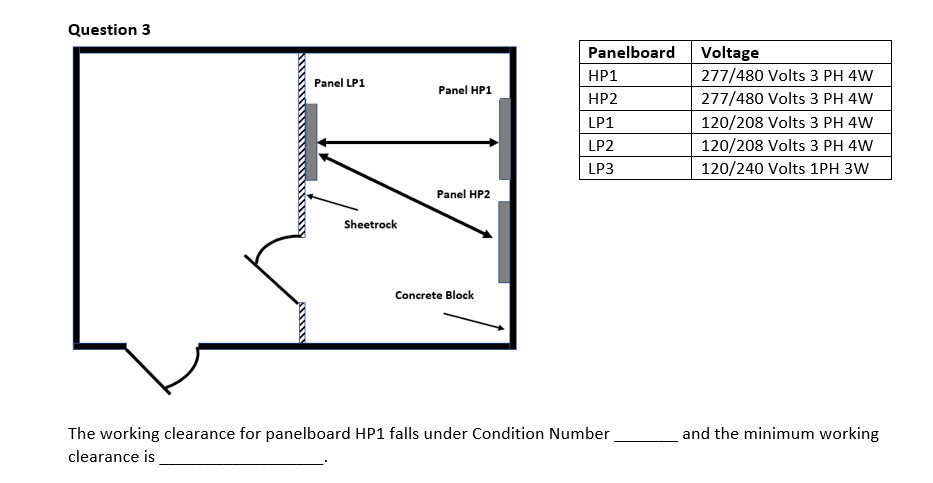 Question 3
Panel LP1
Panel HP1
Panel HP2
Sheetrock
Concrete Block
Panelboard Voltage
HP1 277/480 Volts 3 PH 4W
HP2 277/480 Volts 3 PH 4W
LP1 120/208 Volts 3 PH 4W
LP2 120/208 Volts 3 PH 4W
LP3 120/240 Volts 1PH 3W
The working clearance for panelboard HP1 falls under Condition Number _______ and the minimum working
clearance is __________________.